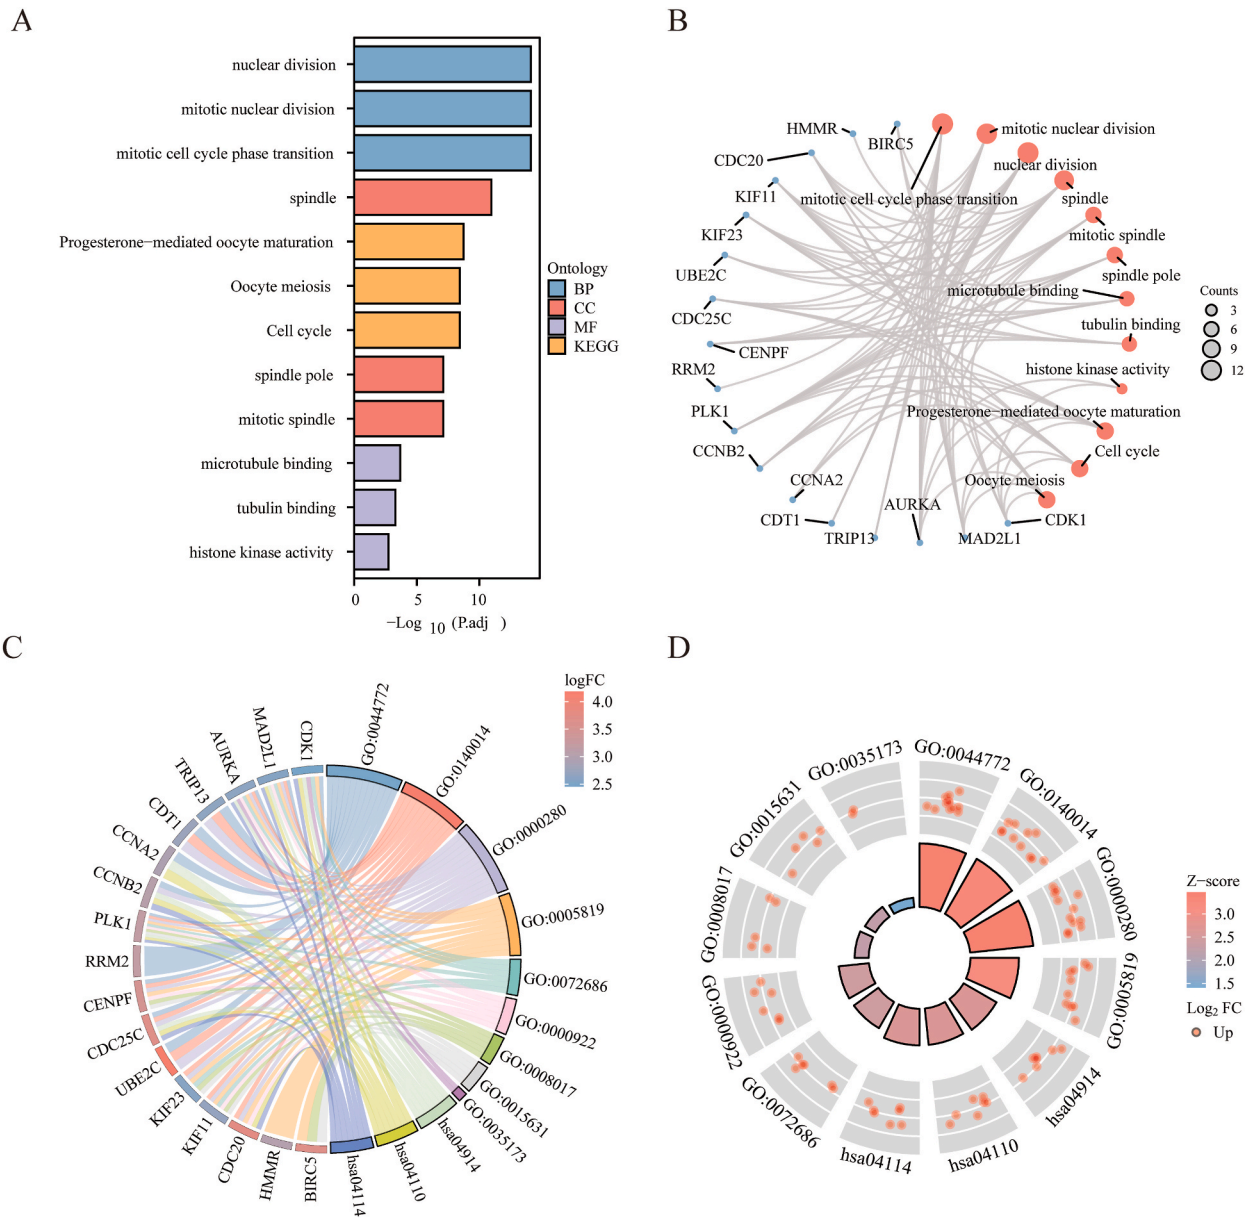 A
nuclear division
mitotic nuclear division
mitotic cell cycle phase transition
spindle
Progesterone−mediated oocyte maturation
Oocyte meiosis
Cell cycle
spindle pole
mitotic spindle
microtubule binding
tubulin binding
histone kinase activity
0 5 10
−Log 10 (P.adj )
Ontology
BP
CC
MF
KEGG
B
HMMR
BIRC5
CDC20
KIF11
KIF23
UBE2C
CDC25C
CENPF
RRM2
PLK1
CCNB2
CCNA2
CDT1
TRIP13
AURKA
MAD2L1
CDK1
mitotic cell cycle phase transition
mitotic nuclear division
nuclear division
spindle
mitotic spindle
spindle pole
microtubule binding
tubulin binding
histone kinase activity
Progesterone−mediated oocyte maturation
Cell cycle
Oocyte meiosis
Counts
3
6
9
12
C
logFC
4.0
3.5
3.0
2.5
GO:0044772
GO:0140014
GO:0000280
GO:0005819
GO:0072686
GO:0000922
GO:0008017
GO:0015631
GO:0035173
hsa04914
hsa04110
hsa04114
BIRC5
HMMR
CDC20
KIF11
KIF23
UBE2C
CDC25C
CENPF
RRM2
PLK1
CCNB2
CCNA2
CDT1
TRIP13
AURKA
MAD2L1
CDK1
D
GO:0044772
GO:0140014
GO:0000280
GO:0005819
hsa04914
hsa04110
hsa04114
GO:0072686
GO:0000922
GO:0008017
GO:0015631
GO:0035173
Z−score
3.0
2.5
2.0
1.5
Log2 FC
Up